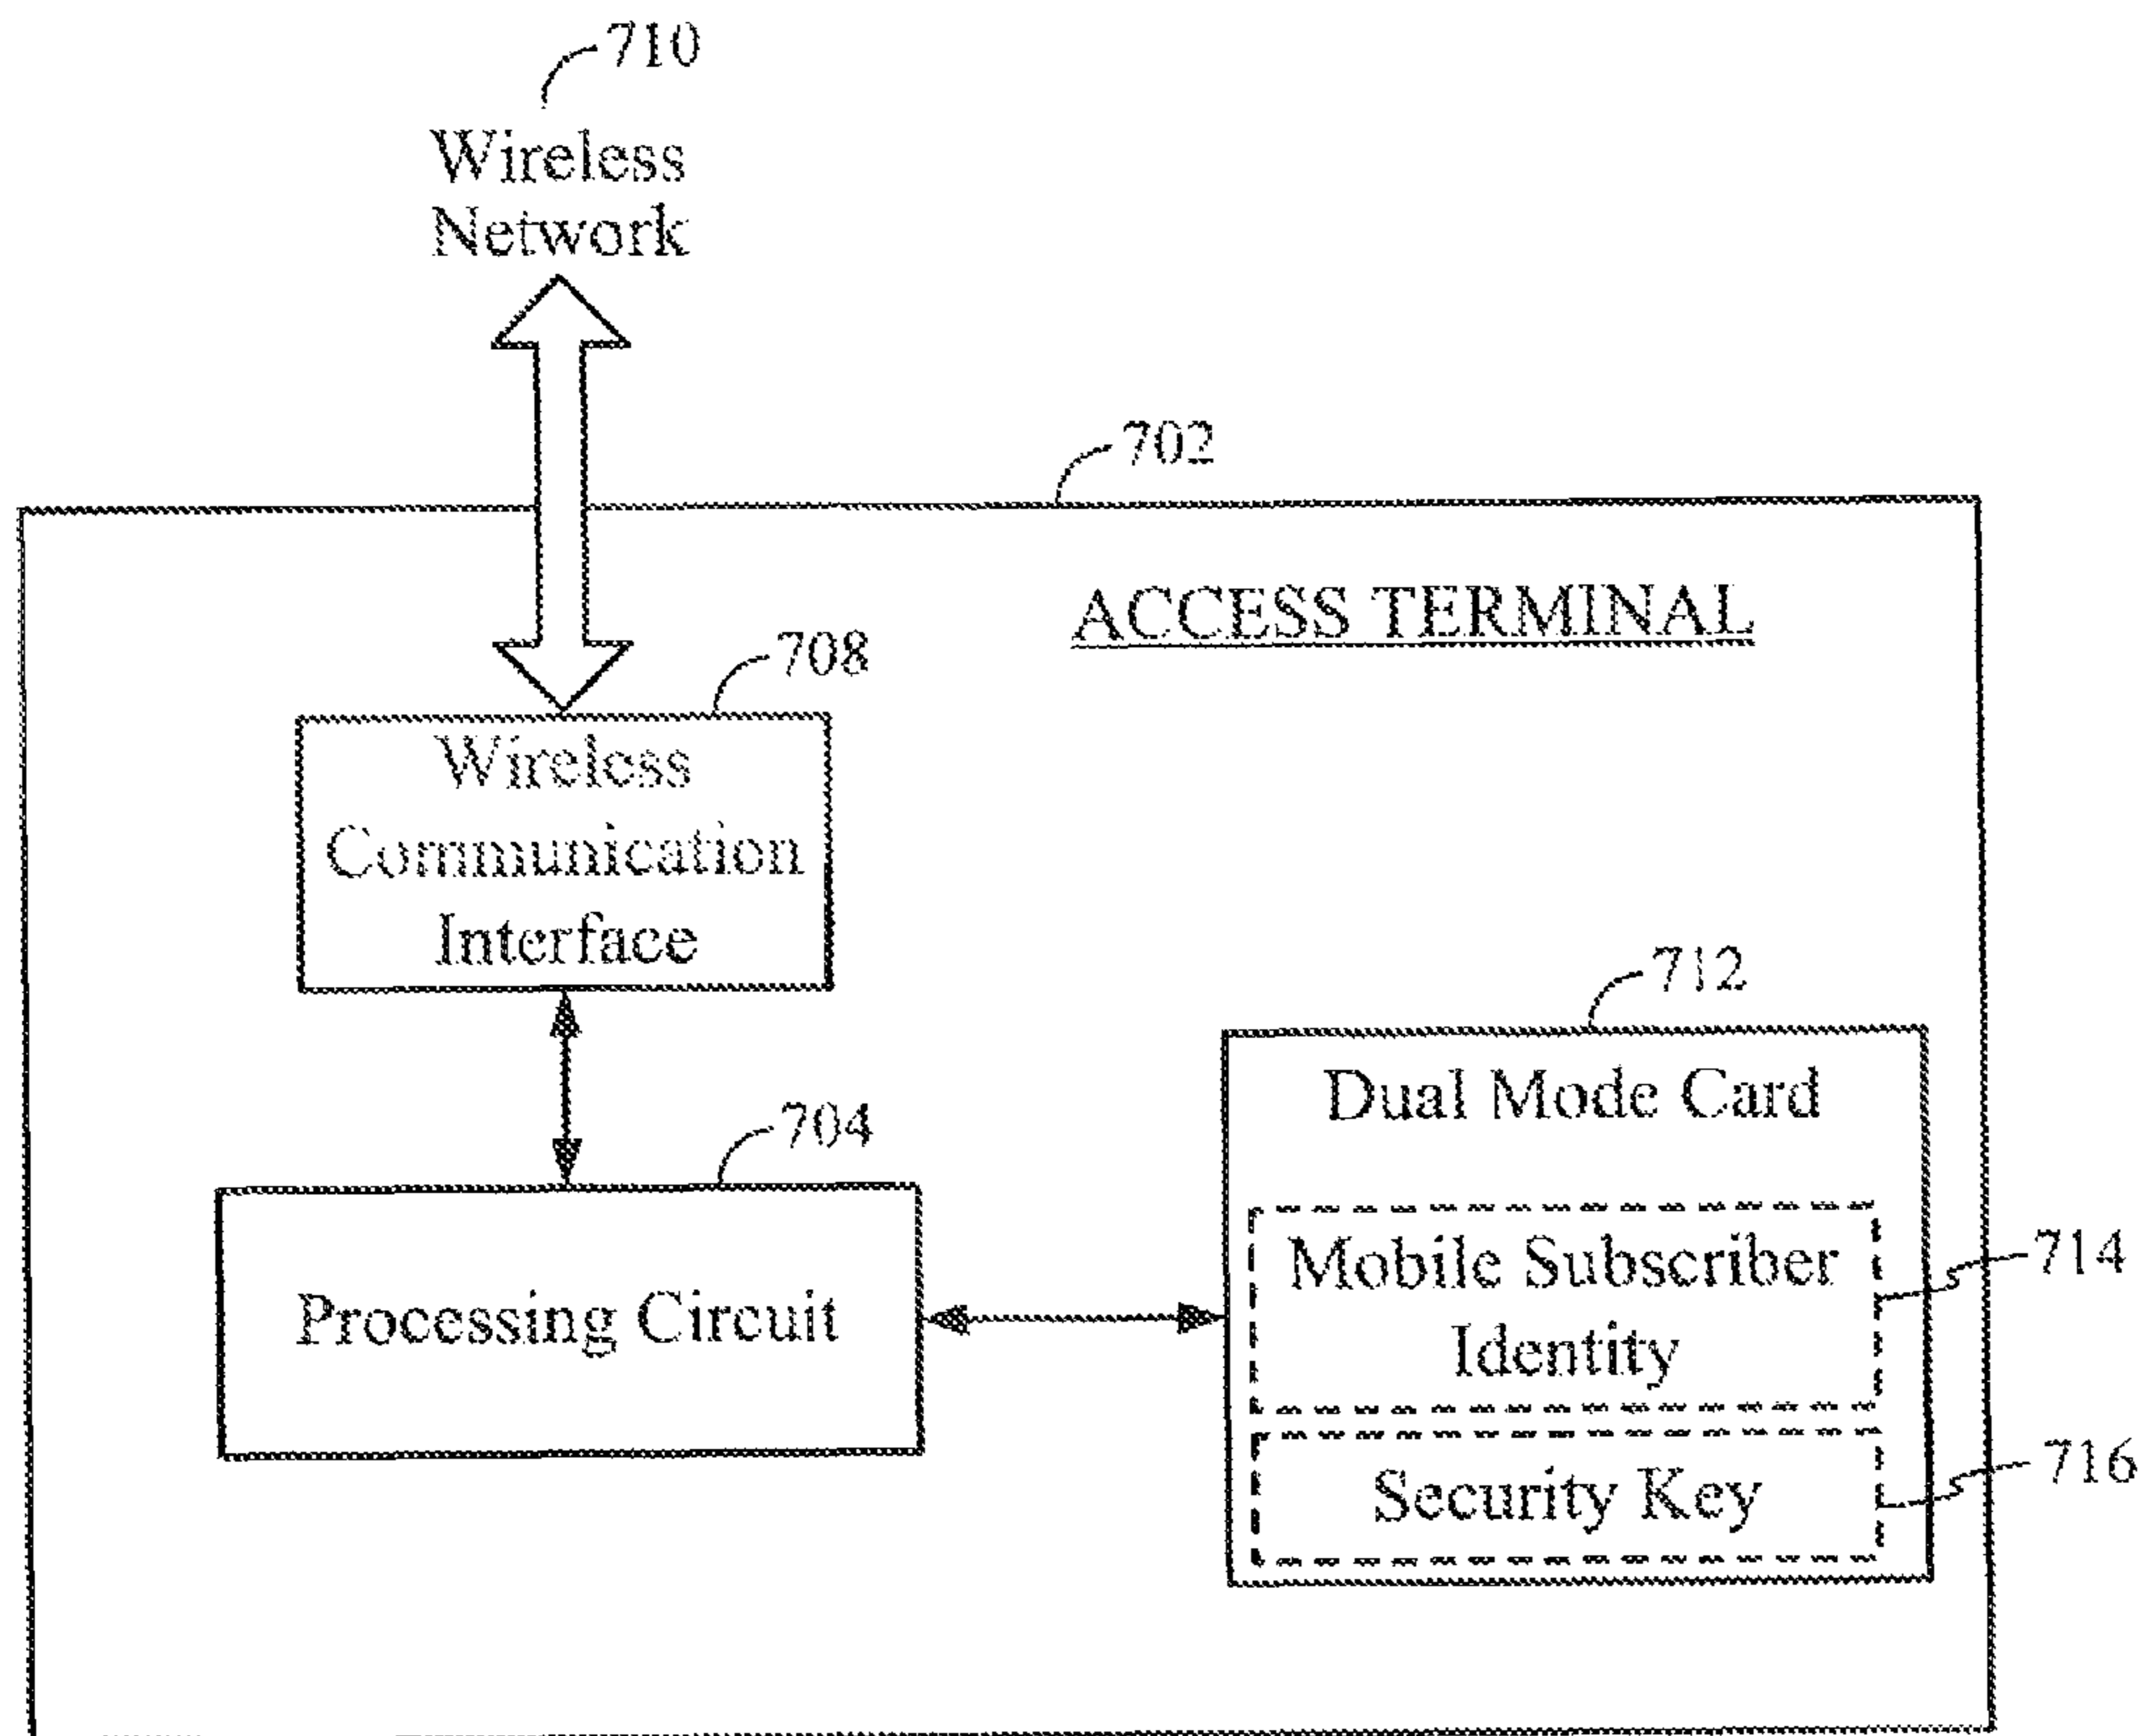 710
Wireless
Network
702
ACCESS TERMINAL
708
Wireless
Communication
Interface
712
Dual Mode Card
704
Processing Circuit
Mobile Subscriber
Identity
714
Security Key
716